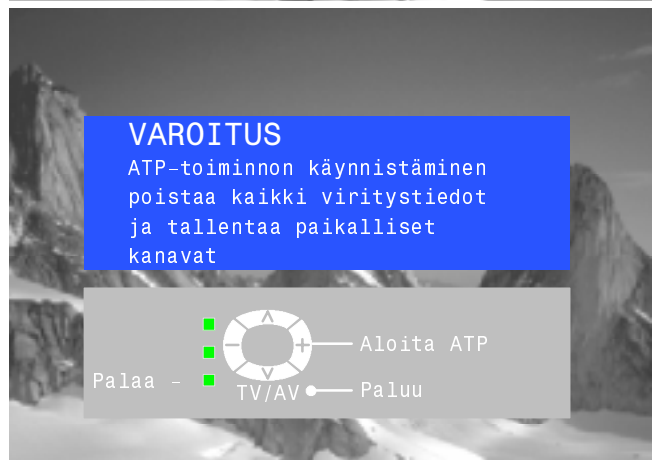 VAROITUS
ATP-toiminnon käynnistäminen
poistaa kaikki viritystiedot
ja tallentaa paikalliset
kanavat
Aloita ATP
Palaa -
TV/AV Paluu